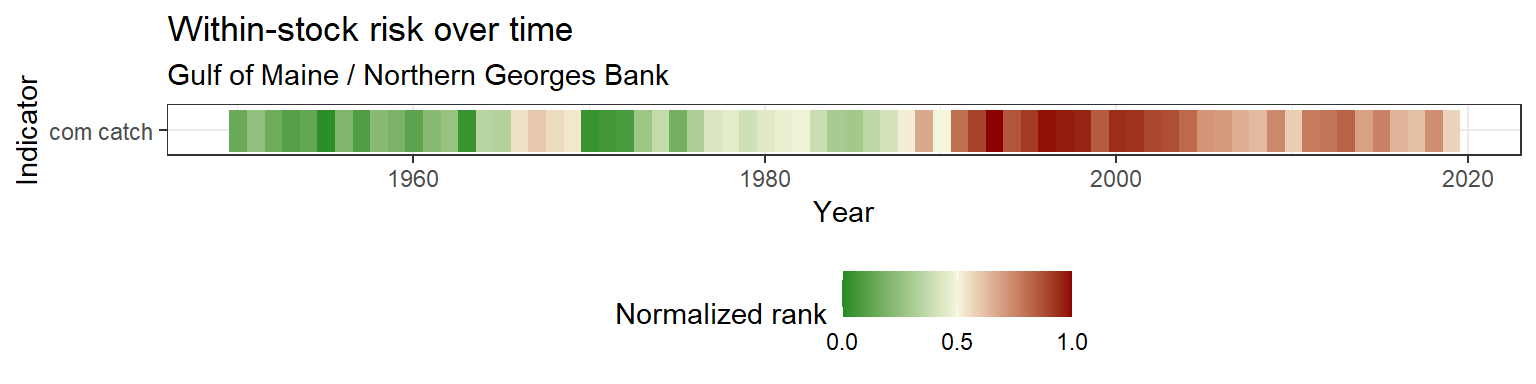 Within-stock risk over time
Gulf of Maine / Northern Georges Bank
Indicator
com catch
1960 1980 2000 2020
Year
Normalized rank
0.0 0.5 1.0